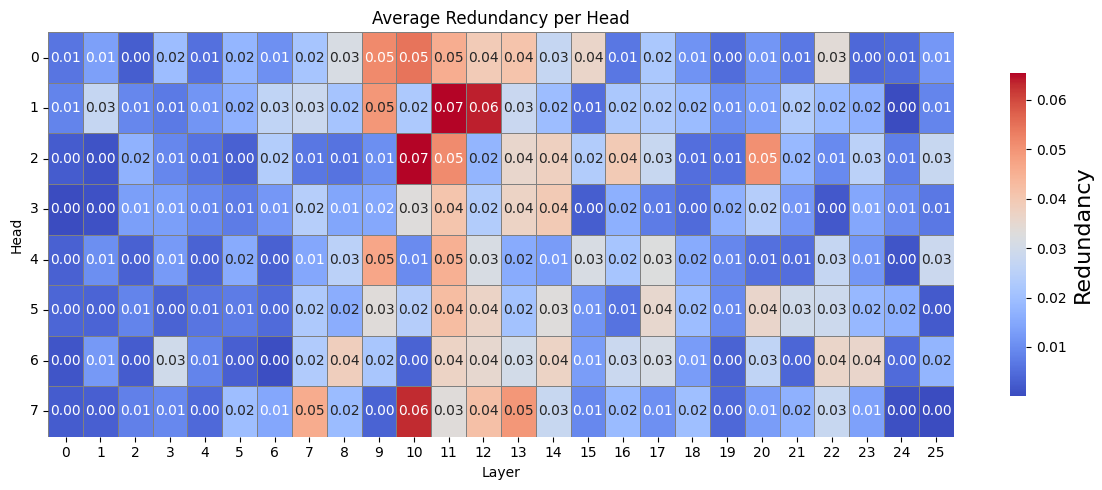 Average Redundancy per Head
0 0.01 0.01 0.00 0.02 0.01 0.02 0.01 0.02 0.03 0.05 0.05 0.05 0.04 0.04 0.03 0.04 0.01 0.02 0.01 0.00 0.01 0.01 0.03 0.00 0.01 0.01
1 0.01 0.03 0.01 0.01 0.01 0.02 0.03 0.03 0.02 0.05 0.02 0.07 0.06 0.03 0.02 0.01 0.02 0.02 0.02 0.01 0.01 0.02 0.02 0.02 0.00 0.01
2 0.00 0.00 0.02 0.01 0.01 0.00 0.02 0.01 0.01 0.01 0.07 0.05 0.02 0.04 0.04 0.02 0.04 0.03 0.01 0.01 0.05 0.02 0.01 0.03 0.01 0.03
3 0.00 0.00 0.01 0.01 0.01 0.01 0.01 0.02 0.01 0.02 0.03 0.04 0.02 0.04 0.04 0.00 0.02 0.01 0.00 0.02 0.02 0.01 0.00 0.01 0.01 0.01
4 0.00 0.01 0.00 0.01 0.00 0.02 0.00 0.01 0.03 0.05 0.01 0.05 0.03 0.02 0.01 0.03 0.02 0.03 0.02 0.01 0.01 0.01 0.03 0.01 0.00 0.03
5 0.00 0.00 0.01 0.00 0.01 0.01 0.00 0.02 0.02 0.03 0.02 0.04 0.04 0.02 0.03 0.01 0.01 0.04 0.02 0.01 0.04 0.03 0.03 0.02 0.02 0.00
6 0.00 0.01 0.00 0.03 0.01 0.00 0.00 0.02 0.04 0.02 0.00 0.04 0.04 0.03 0.04 0.01 0.03 0.03 0.01 0.00 0.03 0.00 0.04 0.04 0.00 0.02
7 0.00 0.00 0.01 0.01 0.00 0.02 0.01 0.05 0.02 0.00 0.06 0.03 0.04 0.05 0.03 0.01 0.02 0.01 0.02 0.00 0.01 0.02 0.03 0.01 0.00 0.00
0 1 2 3 4 5 6 7 8 9 10 11 12 13 14 15 16 17 18 19 20 21 22 23 24 25
Layer
Head
0.06
0.05
0.04
0.03
0.02
0.01
Redundancy